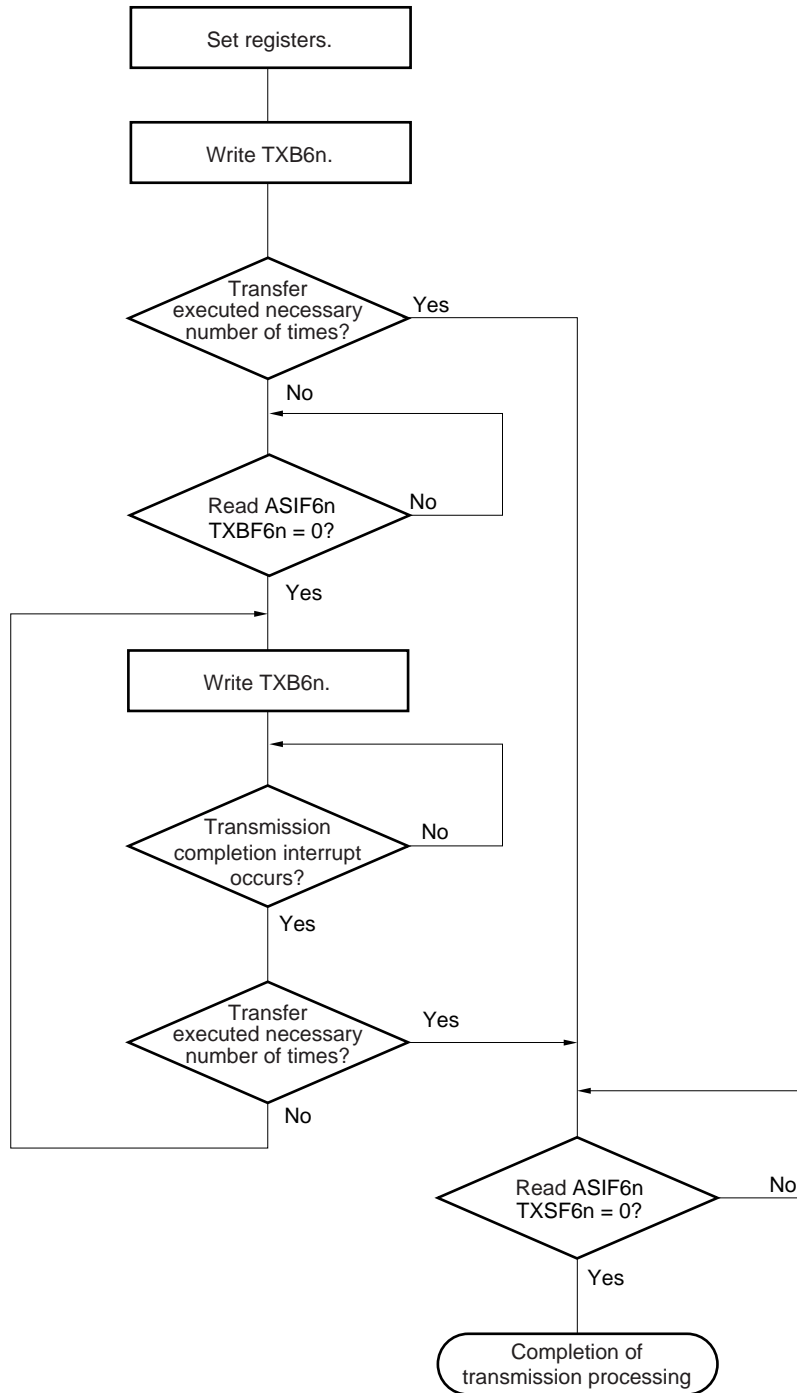 Set registers.
Write TXB6n.
Transfer
executed necessary
number of times?
Yes
No
Read ASIF6n
TXBF6n = 0?
No
Yes
Write TXB6n.
Transmission
completion interrupt
occurs?
No
Yes
Transfer
executed necessary
number of times?
Yes
No
Read ASIF6n
TXSF6n = 0?
No
Yes
Completion of
transmission processing